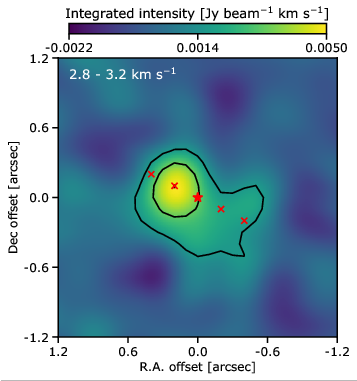 Integrated intensity [Jy beam⁻¹ km s⁻¹]
-0.0022 0.0014 0.0050
2.8 - 3.2 km s⁻¹
1.2
0.6
0.0
-0.6
-1.2
Dec offset [arcsec]
1.2 0.6 0.0 -0.6 -1.2
R.A. offset [arcsec]